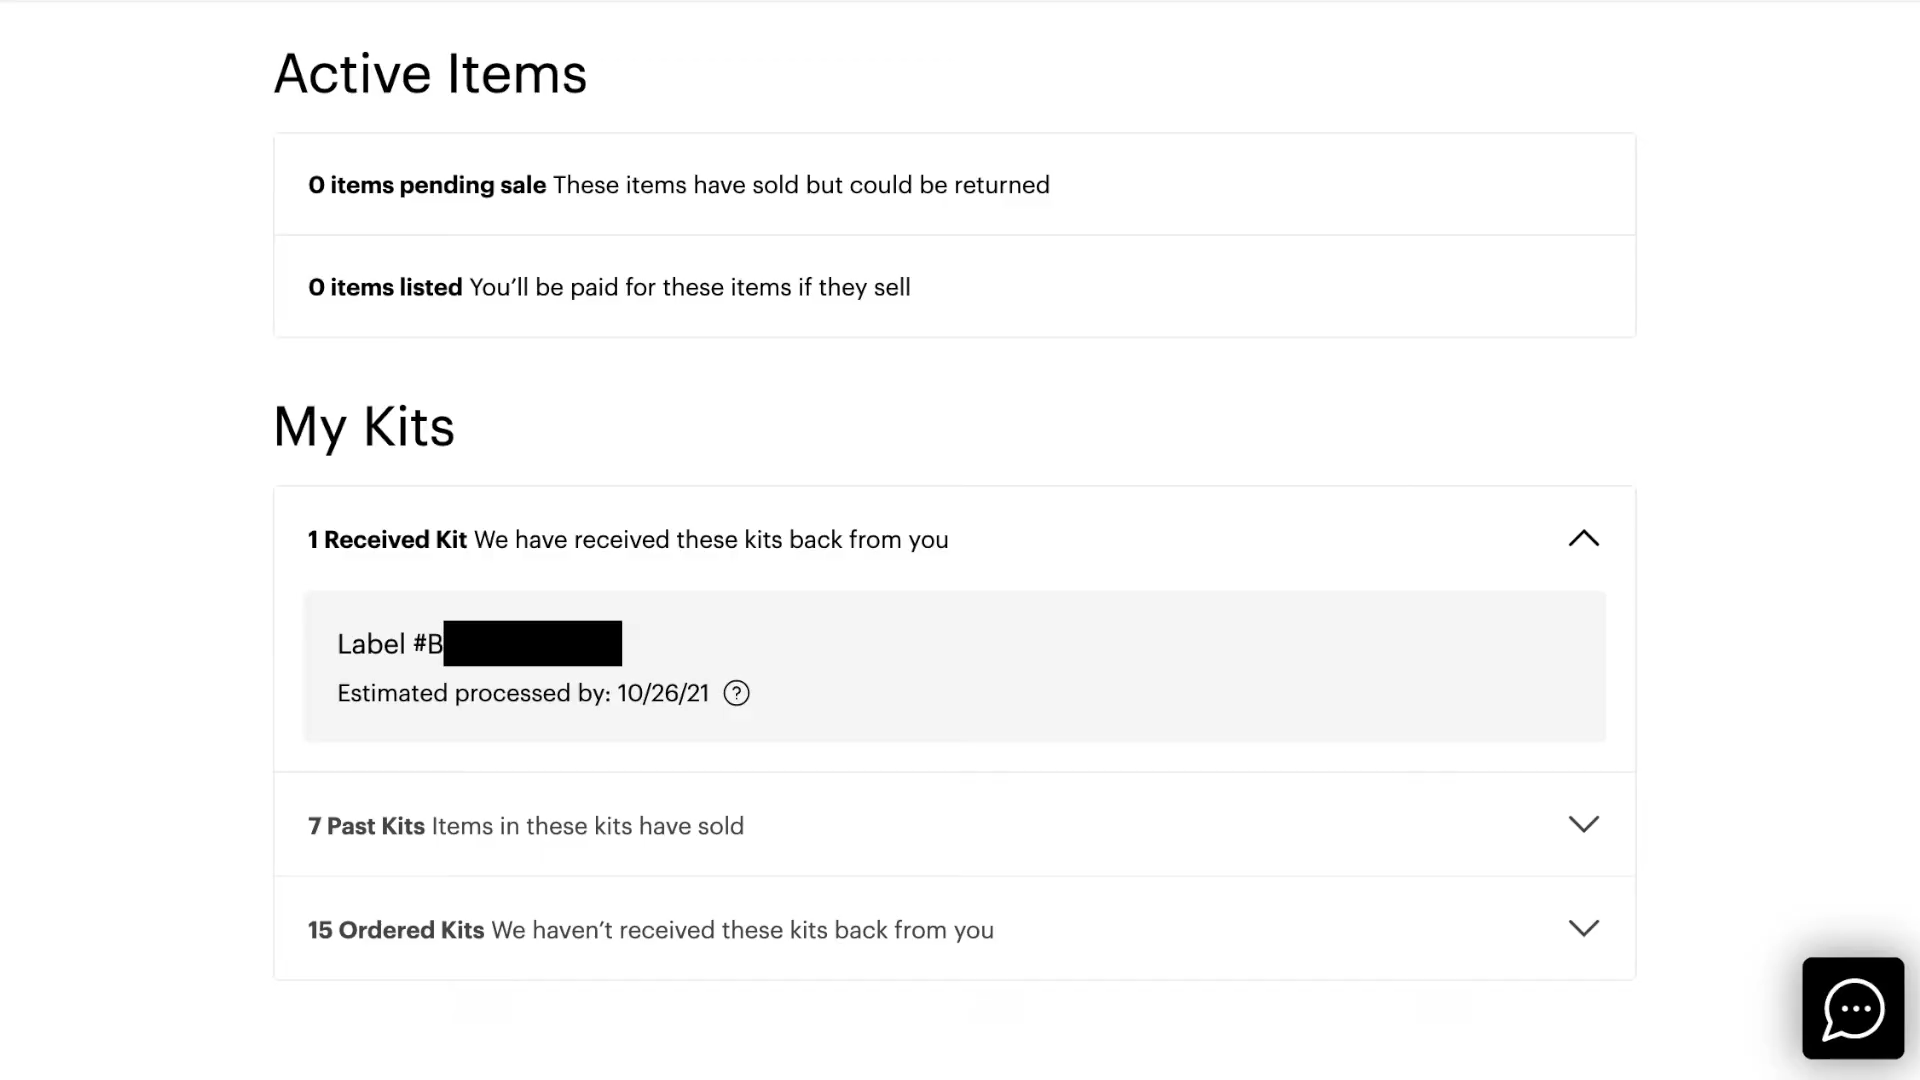 Active Items
0 items pending sale These items have sold but could be returned
0 items listed You’ll be paid for these items if they sell
My Kits
1 Received Kit We have received these kits back from you
Label #B
Estimated processed by: 10/26/21 ?
7 Past Kits Items in these kits have sold
15 Ordered Kits We haven’t received these kits back from you